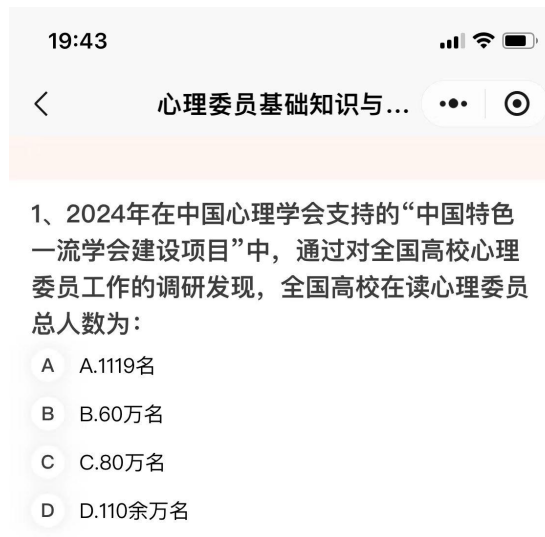 19:43
心理委员基础知识与...
1、2024年在中国心理学会支持的“中国特色
一流学会建设项目”中，通过对全国高校心理
委员工作的调研发现，全国高校在读心理委员
总人数为：
A A.1119名
B B.60万名
C C.80万名
D D.110余万名